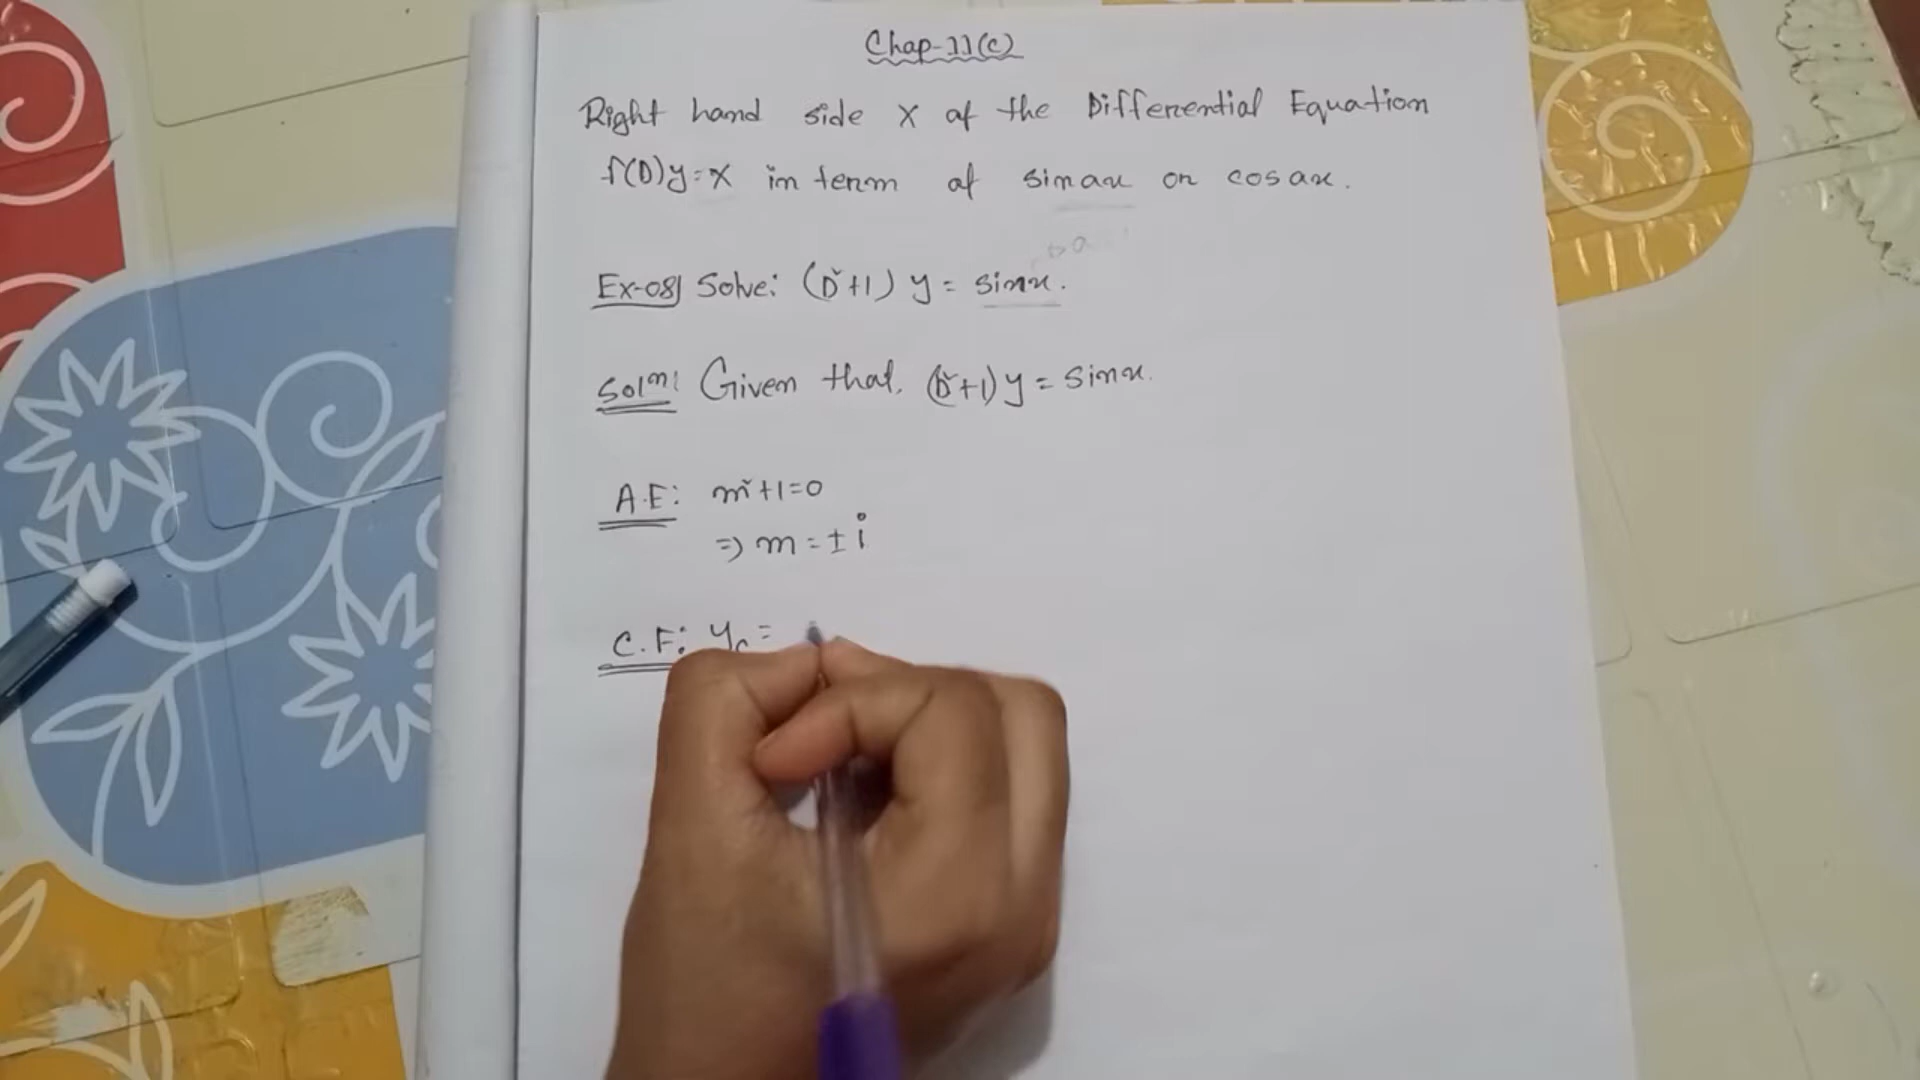 Chap-11(c)
Right hand side X of the Differential Equation
f(D)y = X in term of sinax or cosax.
Ex-08) Solve: (D²+1) y = sinx.
Solⁿ: Given that, (D²+1) y = sinx.
A.E: m²+1=0
⇒ m = ± i
C.F: yc =